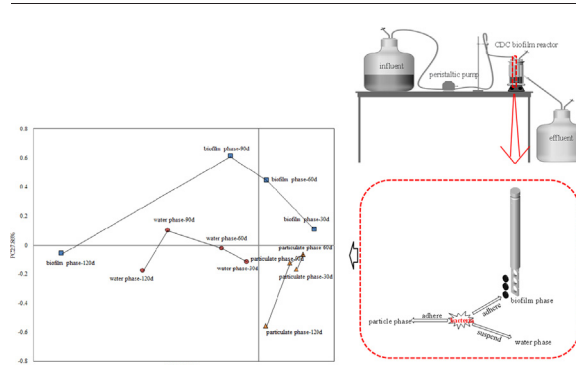 CDC biofilm reactor
influent
peristaltic pump
effluent
0.8
0.6
0.4
0.2
0
-0.2
-0.4
-0.6
-0.8
biofilm phase-90d
biofilm phase-60d
biofilm phase-30d
biofilm phase-120d
water phase-90d
water phase-60d
water phase-30d
water phase-120d
particulate phase-60d
particulate phase-90d
particulate phase-30d
particulate phase-120d
biofilm phase
adhere
adhere
particle phase
bacteria
suspend
water phase